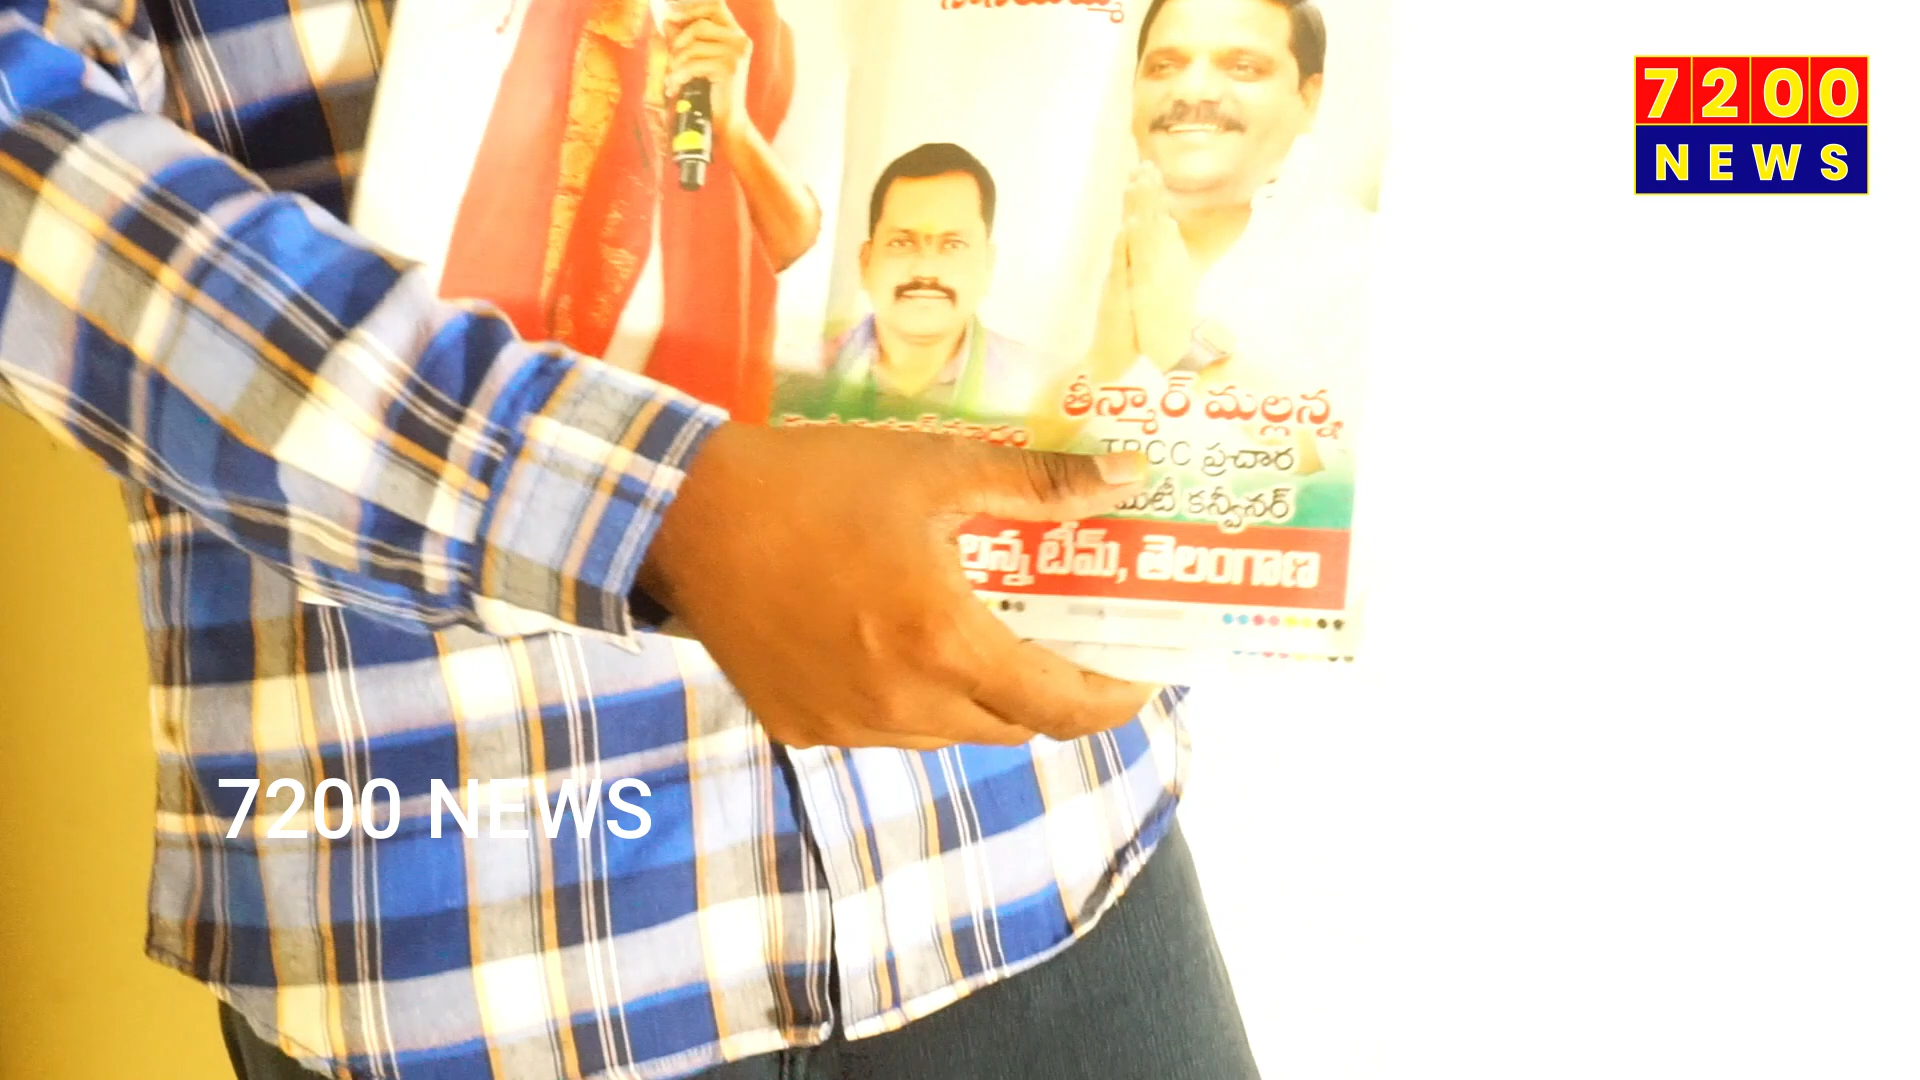 7200
NEWS
తీన్మార్ మల్లన్న
TPCC ప్రచార
కన్వీనర్
టీమ్, తెలంగాణ
7200 NEWS